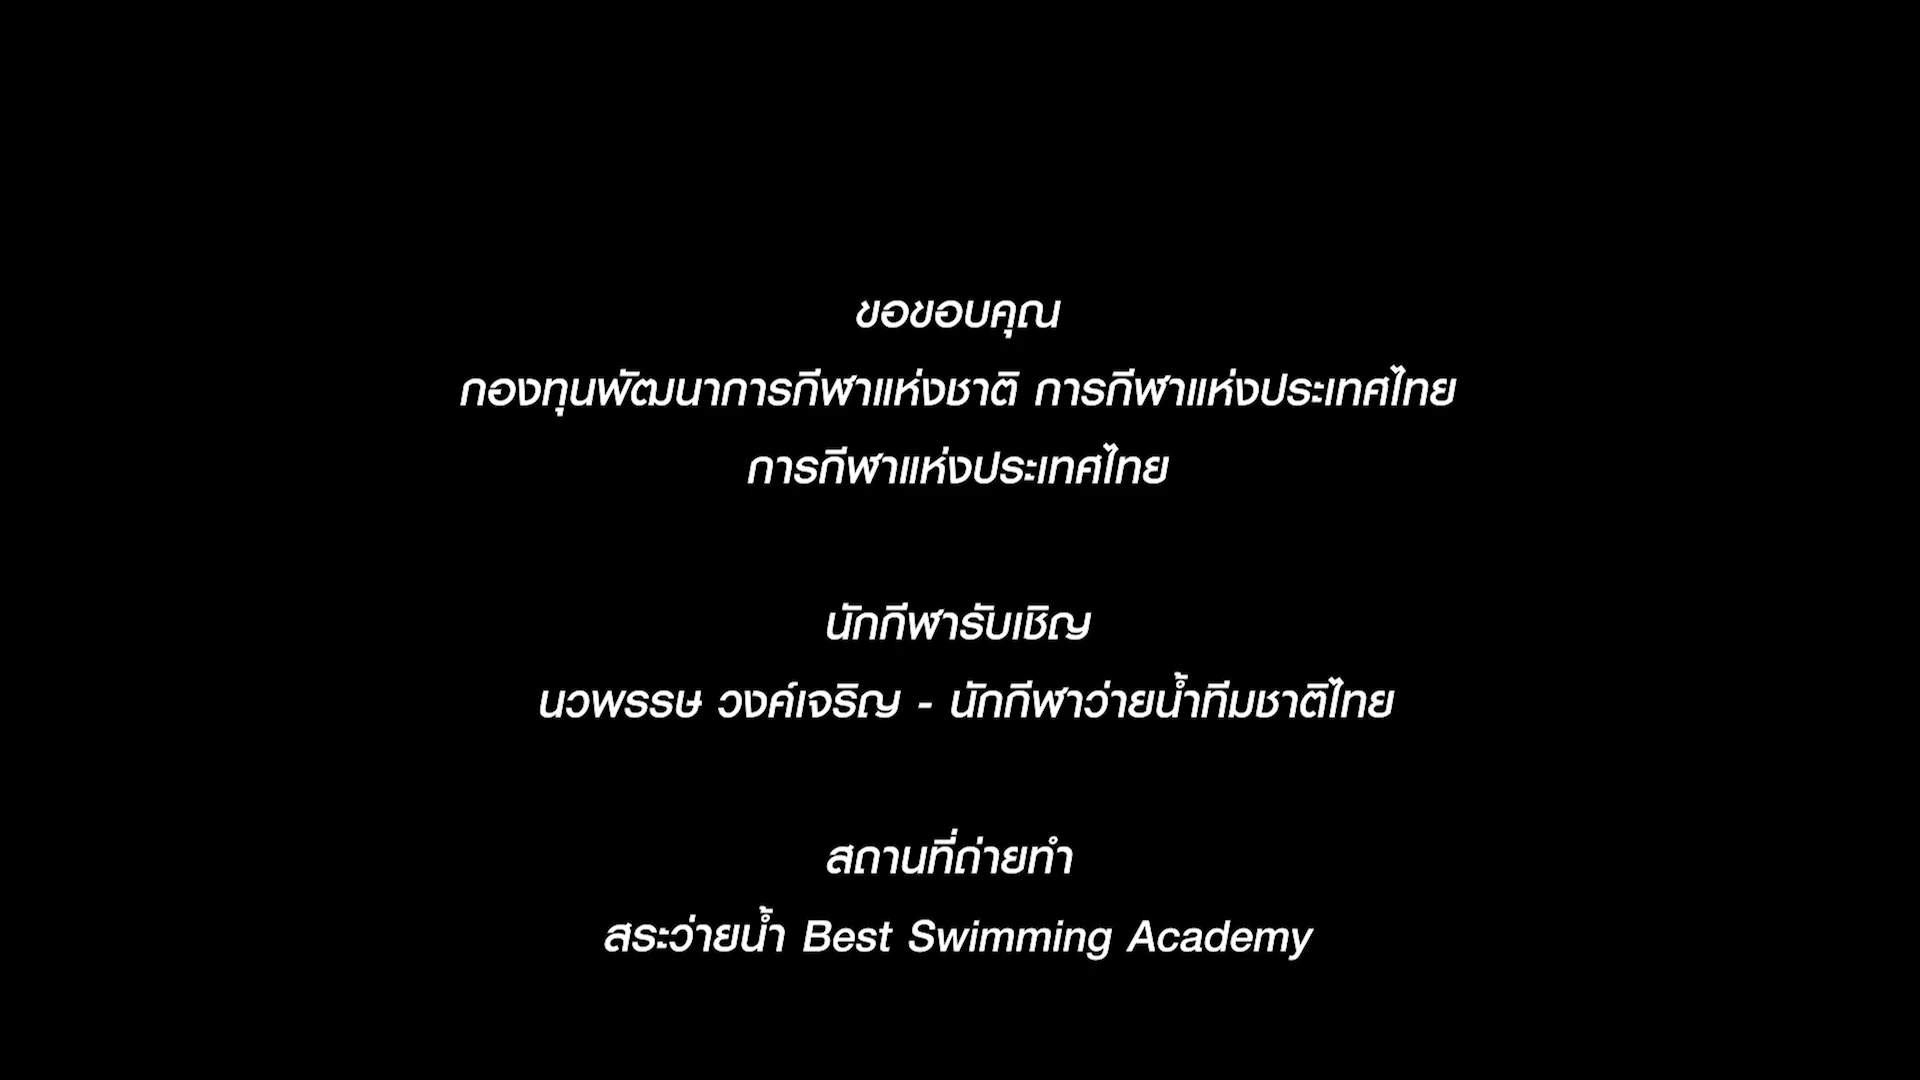 ขอขอบคุณ
กองทุนพัฒนาการกีฬาแห่งชาติ การกีฬาแห่งประเทศไทย
การกีฬาแห่งประเทศไทย
นักกีฬารับเชิญ
นวพรรษ วงค์เจริญ - นักกีฬาว่ายน้ำทีมชาติไทย
สถานที่ถ่ายทำ
สระว่ายน้ำ Best Swimming Academy